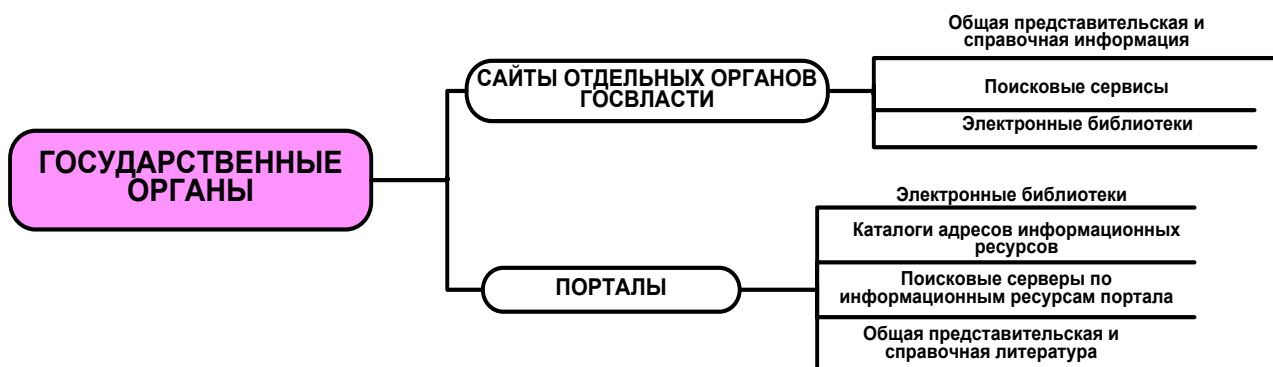 ГОСУДАРСТВЕННЫЕ
ОРГАНЫ
САЙТЫ ОТДЕЛЬНЫХ ОРГАНОВ
ГОСВЛАСТИ
Общая представительская и
справочная информация
Поисковые сервисы
Электронные библиотеки
ПОРТАЛЫ
Электронные библиотеки
Каталоги адресов информационных
ресурсов
Поисковые серверы по
информационным ресурсам портала
Общая представительская и
справочная литература